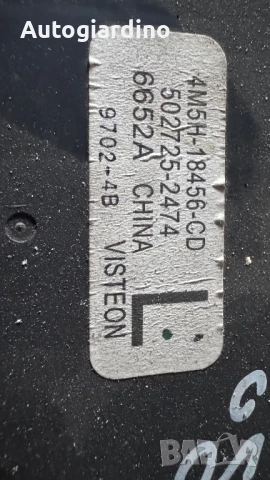 Autogiardino
4M5H-18456-CD
502725-2474
6652A CHINA
9702-4B VISTEON
L